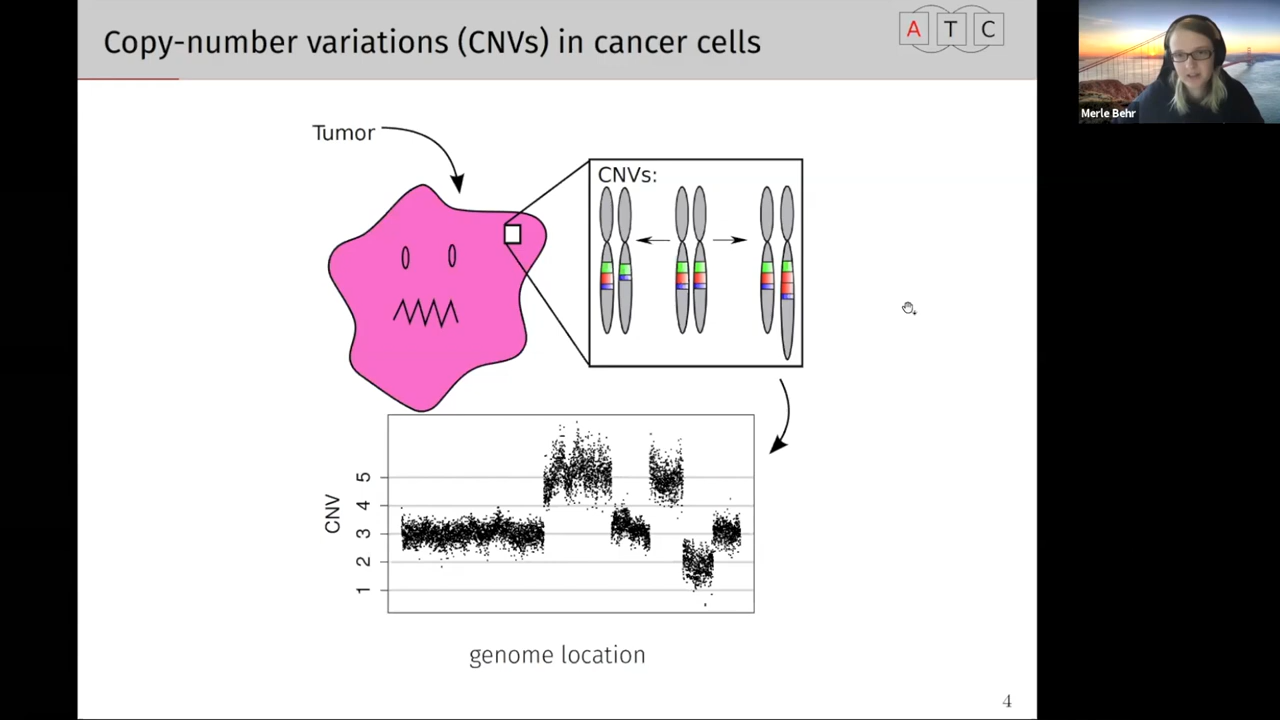 Copy-number variations (CNVs) in cancer cells
A T C
Merle Behr
Tumor
CNVs:
CNV
5
4
3
2
1
genome location
4